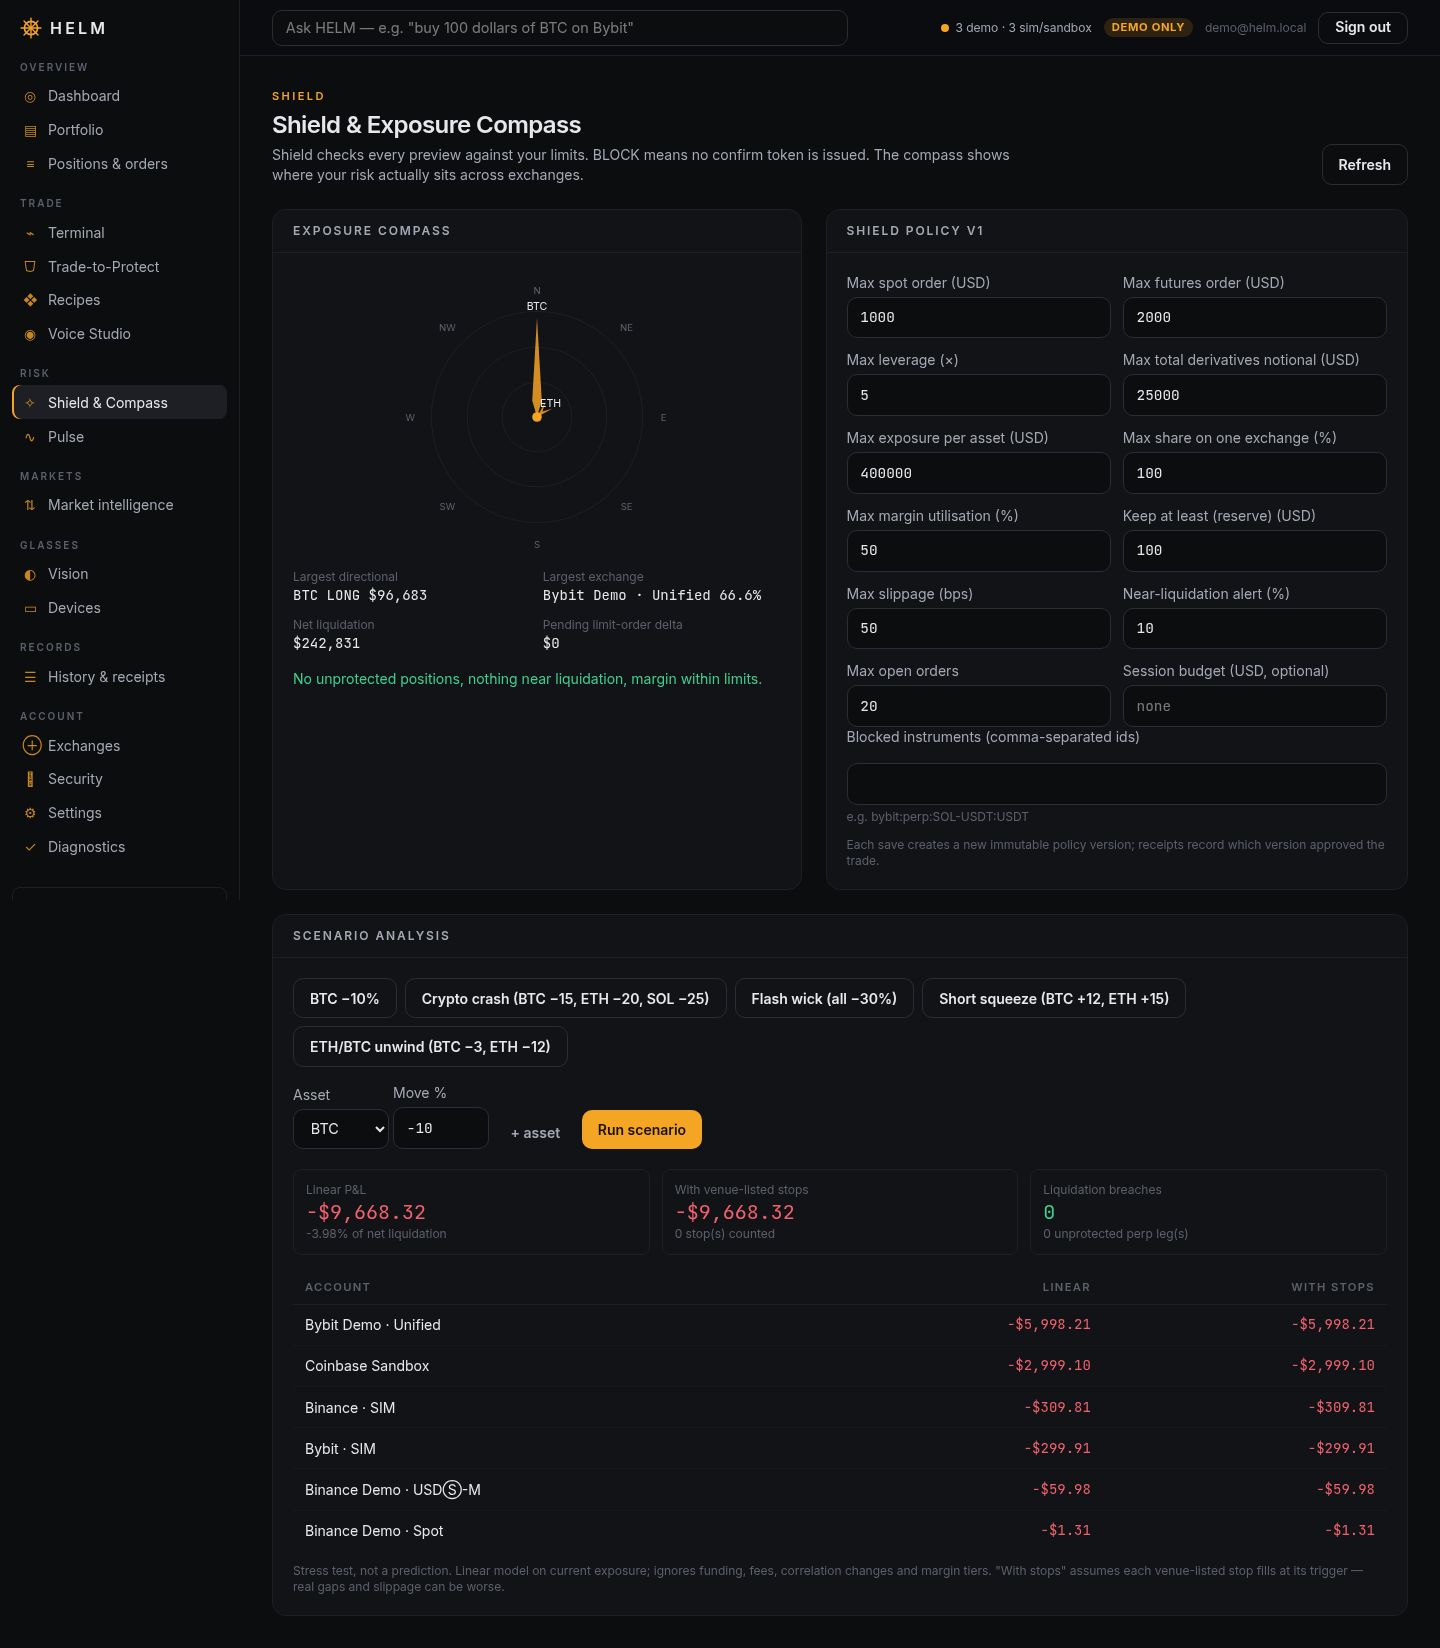 HELM
OVERVIEW
Dashboard
Portfolio
Positions & orders
TRADE
Terminal
Trade-to-Protect
Recipes
Voice Studio
RISK
Shield & Compass
Pulse
MARKETS
Market intelligence
GLASSES
Vision
Devices
RECORDS
History & receipts
ACCOUNT
Exchanges
Security
Settings
Diagnostics
Ask HELM — e.g. "buy 100 dollars of BTC on Bybit"
3 demo · 3 sim/sandbox
DEMO ONLY
demo@helm.local
Sign out
SHIELD
Shield & Exposure Compass
Shield checks every preview against your limits. BLOCK means no confirm token is issued. The compass shows
where your risk actually sits across exchanges.
Refresh
EXPOSURE COMPASS
N
BTC
NW
NE
ETH
W
E
SW
SE
S
Largest directional
BTC LONG $96,683
Largest exchange
Bybit Demo · Unified 66.6%
Net liquidation
$242,831
Pending limit-order delta
$0
No unprotected positions, nothing near liquidation, margin within limits.
SHIELD POLICY V1
Max spot order (USD)
1000
Max futures order (USD)
2000
Max leverage (×)
5
Max total derivatives notional (USD)
25000
Max exposure per asset (USD)
400000
Max share on one exchange (%)
100
Max margin utilisation (%)
50
Keep at least (reserve) (USD)
100
Max slippage (bps)
50
Near-liquidation alert (%)
10
Max open orders
20
Session budget (USD, optional)
none
Blocked instruments (comma-separated ids)
e.g. bybit:perp:SOL-USDT:USDT
Each save creates a new immutable policy version; receipts record which version approved the
trade.
SCENARIO ANALYSIS
BTC −10%
Crypto crash (BTC −15, ETH −20, SOL −25)
Flash wick (all −30%)
Short squeeze (BTC +12, ETH +15)
ETH/BTC unwind (BTC −3, ETH −12)
Asset
BTC
Move %
-10
+ asset
Run scenario
Linear P&L
-$9,668.32
-3.98% of net liquidation
With venue-listed stops
-$9,668.32
0 stop(s) counted
Liquidation breaches
0
0 unprotected perp leg(s)
ACCOUNT LINEAR WITH STOPS
Bybit Demo · Unified -$5,998.21 -$5,998.21
Coinbase Sandbox -$2,999.10 -$2,999.10
Binance · SIM -$309.81 -$309.81
Bybit · SIM -$299.91 -$299.91
Binance Demo · USDⓈ-M -$59.98 -$59.98
Binance Demo · Spot -$1.31 -$1.31
Stress test, not a prediction. Linear model on current exposure; ignores funding, fees, correlation changes and margin tiers. "With stops" assumes each venue-listed stop fills at its trigger —
real gaps and slippage can be worse.